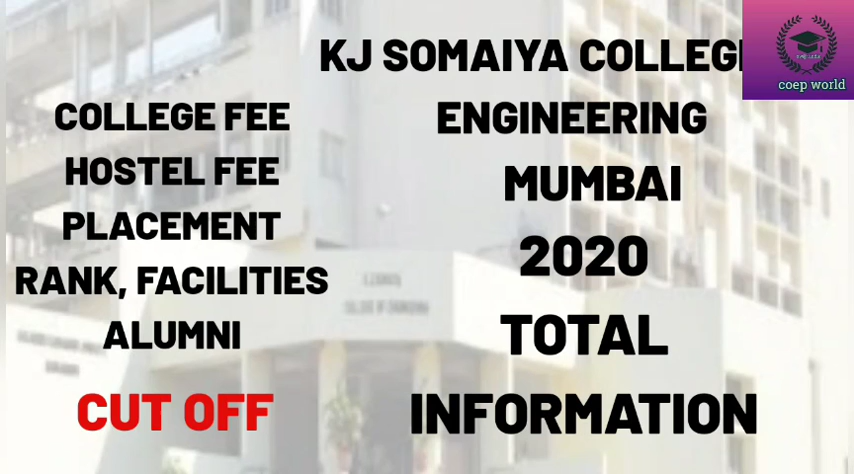 KJ SOMAIYA COLLEGE
ENGINEERING
MUMBAI
2020
TOTAL
INFORMATION
COLLEGE FEE
HOSTEL FEE
PLACEMENT
RANK, FACILITIES
ALUMNI
CUT OFF
coep world